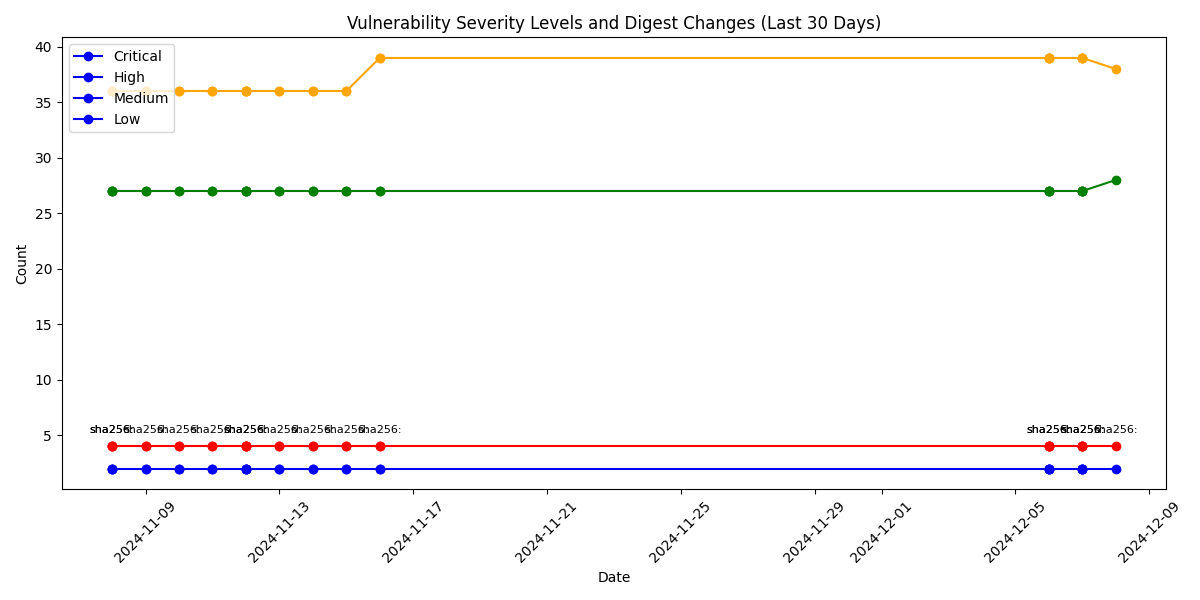 Vulnerability Severity Levels and Digest Changes (Last 30 Days)
Critical
High
Medium
Low
40
35
30
25
20
15
10
5
Count
sha256: sha256: sha256: sha256: sha256: sha256: sha256: sha256: sha256: sha256: sha256: sha256:
2024-11-09
2024-11-13
2024-11-17
2024-11-21
2024-11-25
2024-11-29
2024-12-01
2024-12-05
2024-12-09
Date